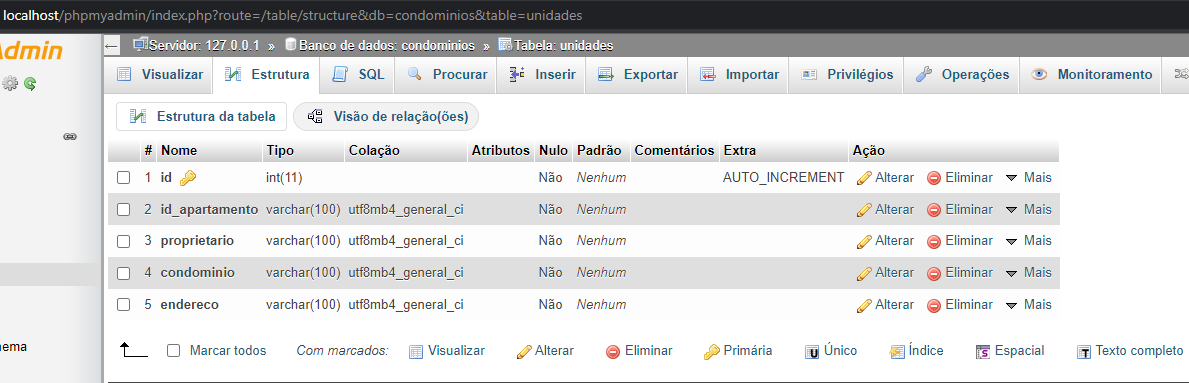 localhost/phpmyadmin/index.php?route=/table/structure&db=condominios&table=unidades
Admin
Servidor: 127.0.0.1 » Banco de dados: condominios » Tabela: unidades
Visualizar Estrutura SQL Procurar Inserir Exportar Importar Privilégios Operações Monitoramento
Estrutura da tabela Visão de relação(ões)
# Nome Tipo Colação Atributos Nulo Padrão Comentários Extra Ação
1 id int(11) Não Nenhum AUTO_INCREMENT Alterar Eliminar Mais
2 id_apartamento varchar(100) utf8mb4_general_ci Não Nenhum Alterar Eliminar Mais
3 proprietario varchar(100) utf8mb4_general_ci Não Nenhum Alterar Eliminar Mais
4 condominio varchar(100) utf8mb4_general_ci Não Nenhum Alterar Eliminar Mais
5 endereco varchar(100) utf8mb4_general_ci Não Nenhum Alterar Eliminar Mais
ema
Marcar todos Com marcados: Visualizar Alterar Eliminar Primária Único Índice Espacial Texto completo